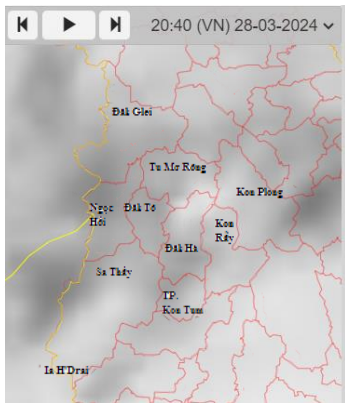 20:40 (VN) 28-03-2024
Đăk Glei
Tu Mơ Rông
Kon Plông
Ngọc
Hồi
Đăk Tô
Kon
Rẫy
Đăk Hà
Sa Thầy
TP.
Kon Tum
Ia H'Drai